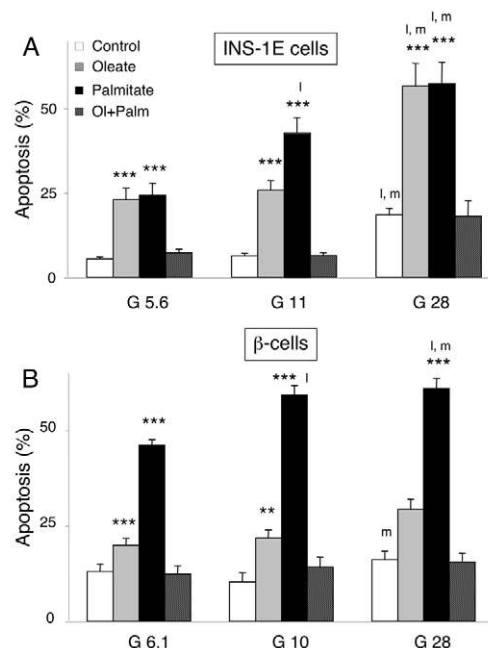 A
INS-1E cells
Control
Oleate
Palmitate
Ol+Palm
Apoptosis (%)
50
25
0
*** ***
*** *** l
l, m *** l, m *** l, m
G 5.6 G 11 G 28
β-cells
B
Apoptosis (%)
50
25
0
*** ***
** *** l
m *** l, m
G 6.1 G 10 G 28